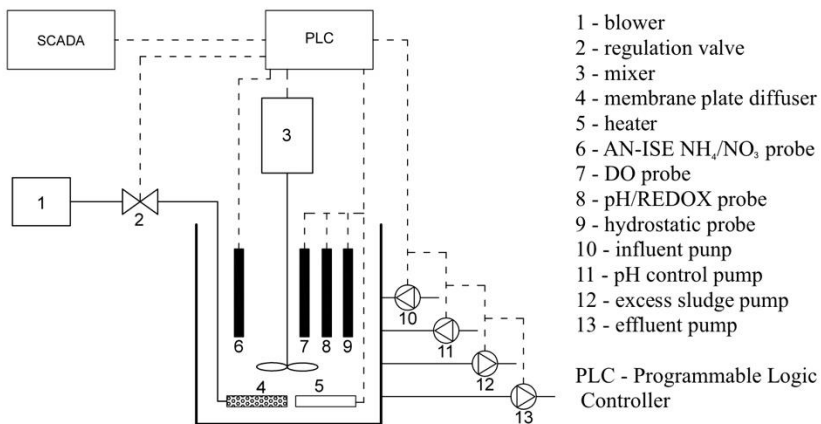 SCADA
PLC
3
1
2
6
7
8
9
4
5
10
11
12
13
1 - blower
2 - regulation valve
3 - mixer
4 - membrane plate diffuser
5 - heater
6 - AN-ISE NH₄/NO₃ probe
7 - DO probe
8 - pH/REDOX probe
9 - hydrostatic probe
10 - influent punp
11 - pH control pump
12 - excess sludge pump
13 - effluent pump
PLC - Programmable Logic
Controller